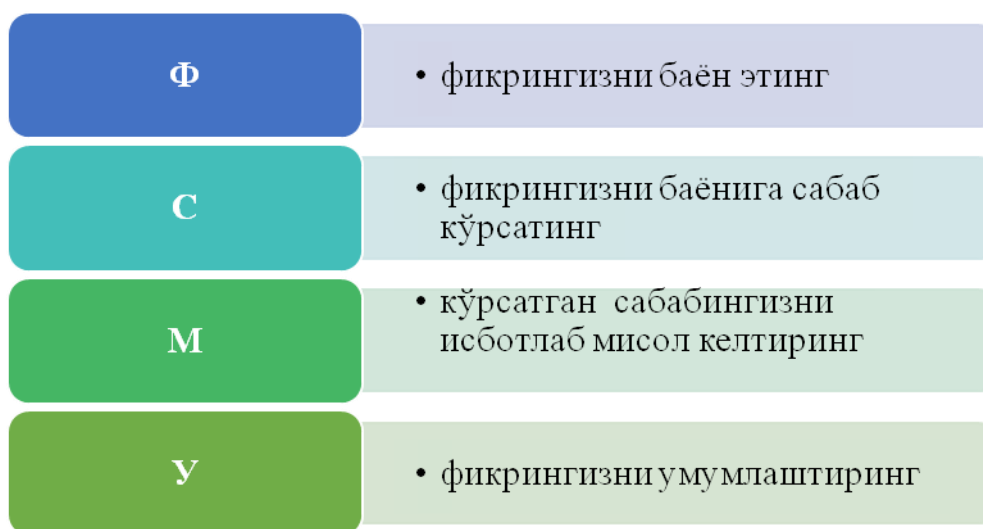 Ф
• фикрингизни баён этинг
С
• фикрингизни баёнига сабаб
кўрсатинг
М
• кўрсатган сабабингизни
исботлаб мисол келтиринг
У
• фикрингизни умумлаштиринг